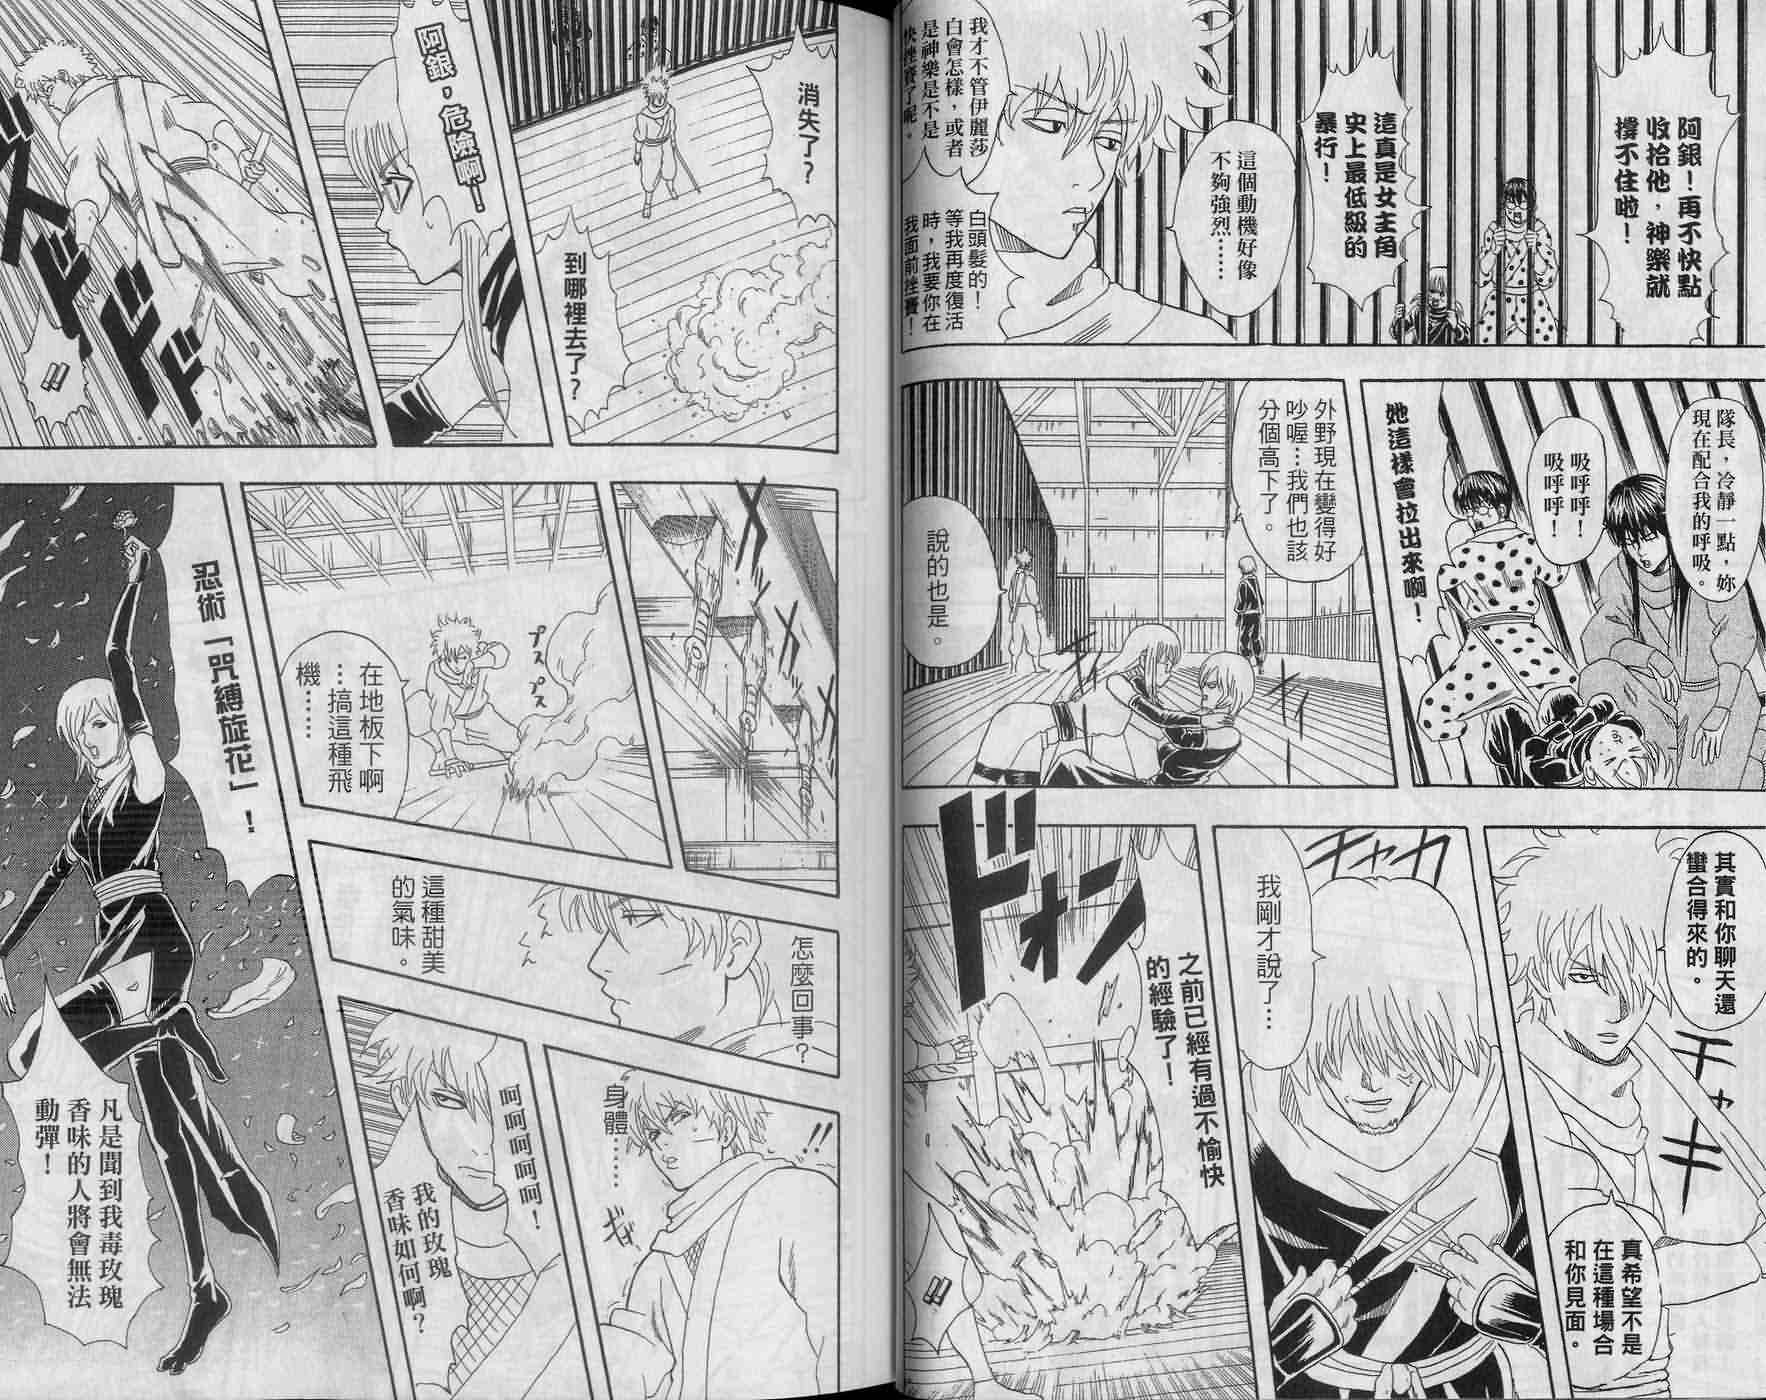 阿銀！再不快點
收拾他，神樂就
撐不住啦！
這真是女主角
史上最低級的
暴行！
這個動機好像
不夠強烈……
我才不管伊麗莎
白會怎樣，或者
是神樂是不是
快挫賽了呢。
白頭髮的！
等我再度復活
時，我要你在
我面前挫賽！
隊長，冷靜一點，妳
現在配合我的呼吸。
吸呼呼！
吸呼呼！
她這樣會拉出來啊！
外野現在變得好
吵喔…我們也該
分個高下了。
說的也是。
其實和你聊天還
蠻合得來的。
チャキ
真希望不是
在這種場合
和你見面。
チャカ
我剛才說了…
之前已經有過不愉快
的經驗了！
ドォン
!!
消失了？
到哪裡去了？
阿銀，危險啊！
ズドドド
!!
プスプス
在地板下啊
…搞這種飛
機……
怎麼回事？
這種甜美
的氣味。
!!
身體……
呵呵呵呵呵！
我的玫瑰
香味如何啊？
忍術「咒縛旋花」！
凡是聞到我毒玫瑰
香味的人將會無法
動彈！